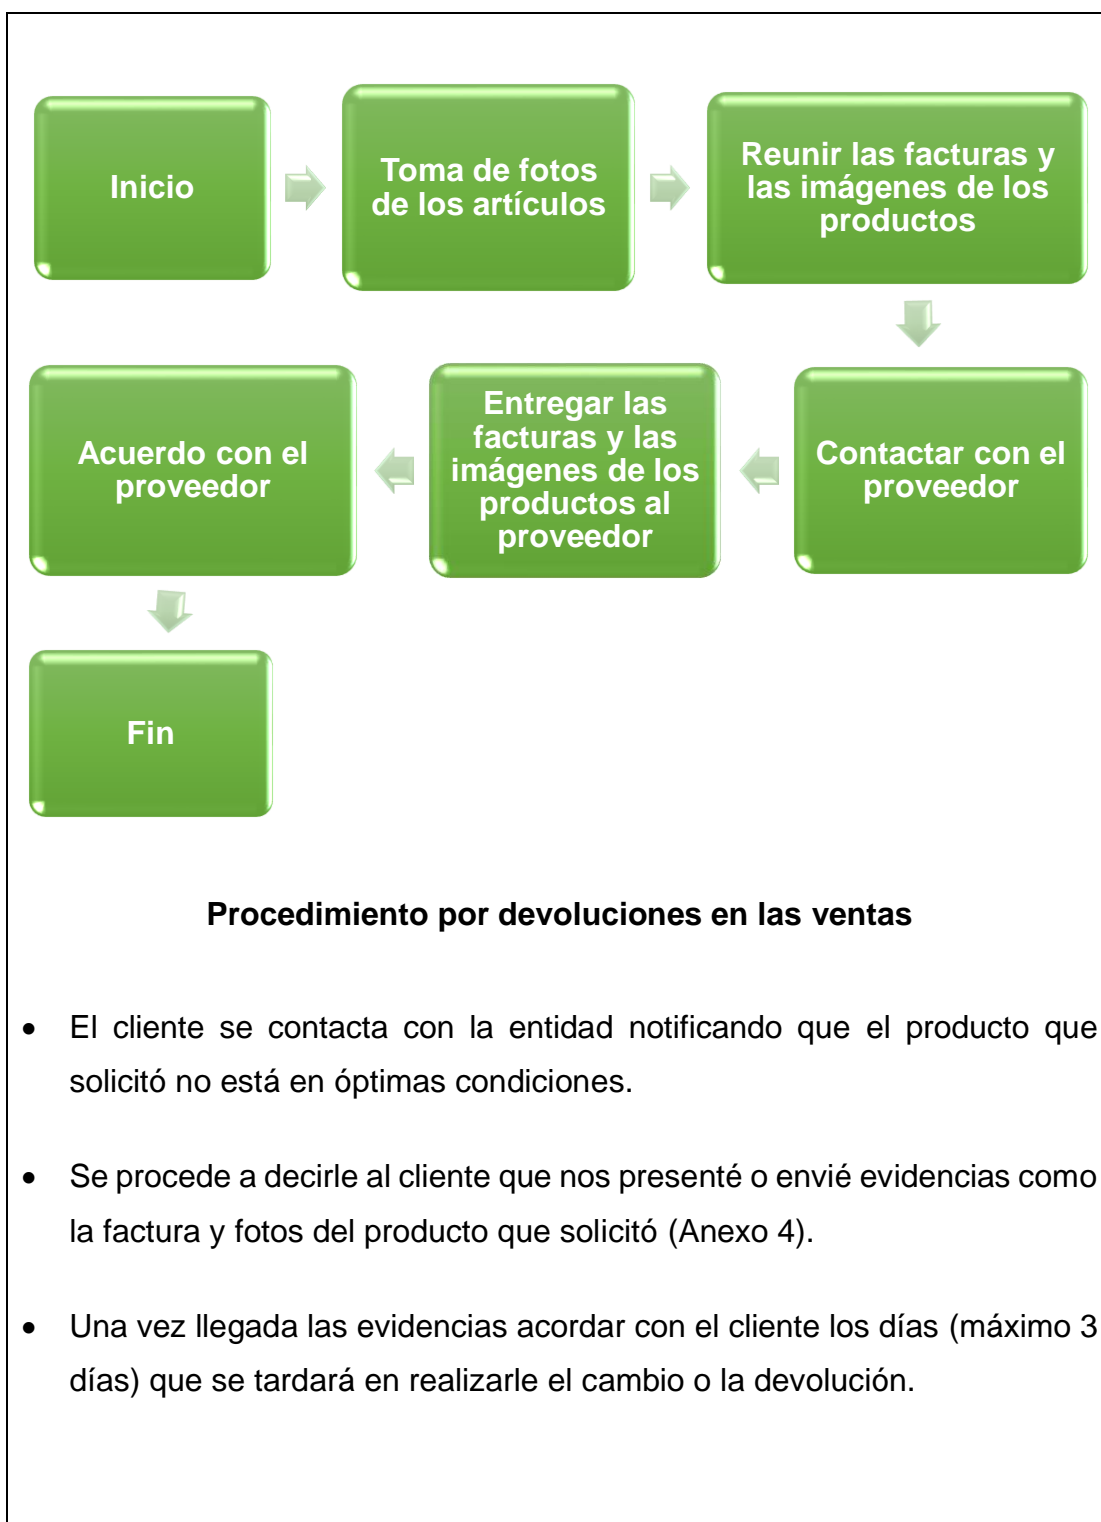 Inicio
Toma de fotos
de los artículos
Reunir las facturas y
las imágenes de los
productos
Contactar con el
proveedor
Entregar las
facturas y las
imágenes de los
productos al
proveedor
Acuerdo con el
proveedor
Fin
Procedimiento por devoluciones en las ventas
• El cliente se contacta con la entidad notificando que el producto que
solicitó no está en óptimas condiciones.
• Se procede a decirle al cliente que nos presenté o envié evidencias como
la factura y fotos del producto que solicitó (Anexo 4).
• Una vez llegada las evidencias acordar con el cliente los días (máximo 3
días) que se tardará en realizarle el cambio o la devolución.